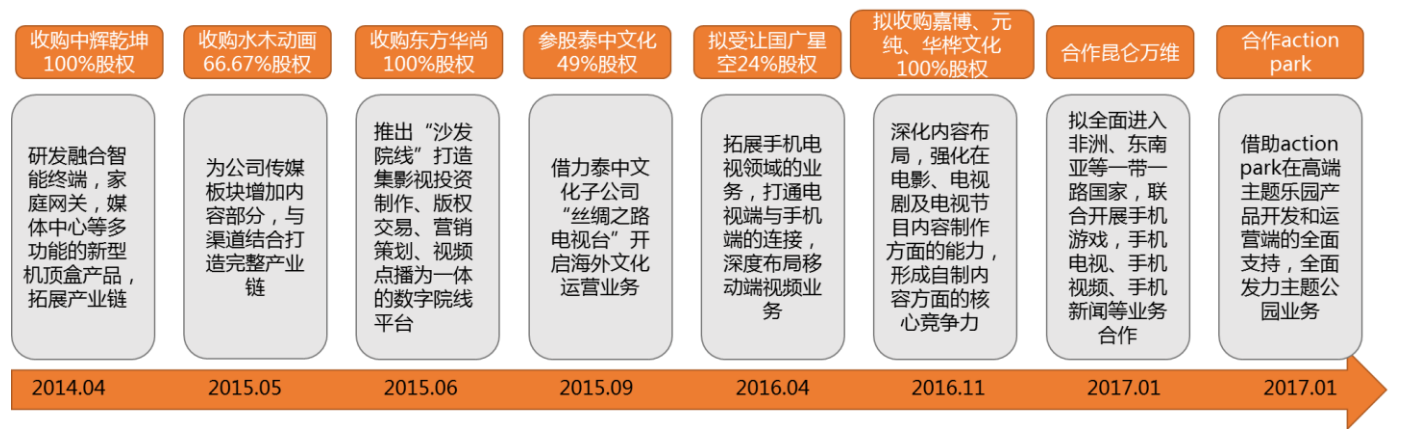 收购中辉乾坤
100%股权
收购水木动画
66.67%股权
收购东方华尚
100%股权
参股泰中文化
49%股权
拟受让国广星
空24%股权
拟收购嘉博、元
纯、华桦文化
100%股权
合作昆仑万维
合作action
park
研发融合智
能终端，家
庭网关，媒
体中心等多
功能的新型
机顶盒产品，
拓展产业链
为公司传媒
板块增加内
容部分，与
渠道结合打
造完整产业
链
推出“沙发
院线”打造
集影视投资
制作、版权
交易、营销
策划、视频
点播为一体
的数字院线
平台
借力泰中文
化子公司
“丝绸之路
电视台”开
启海外文化
运营业务
拓展手机电
视领域的业
务，打通电
视端与手机
端的连接，
深度布局移
动端视频业
务
深化内容布
局，强化在
电影、电视
剧及电视节
目内容制作
方面的能力，
形成自制内
容方面的核
心竞争力
拟全面进入
非洲、东南
亚等一带一
路国家，联
合开展手机
游戏，手机
电视、手机
视频、手机
新闻等业务
合作
借助action
park在高端
主题乐园产
品开发和运
营端的全面
支持，全面
发力主题公
园业务
2014.04
2015.05
2015.06
2015.09
2016.04
2016.11
2017.01
2017.01